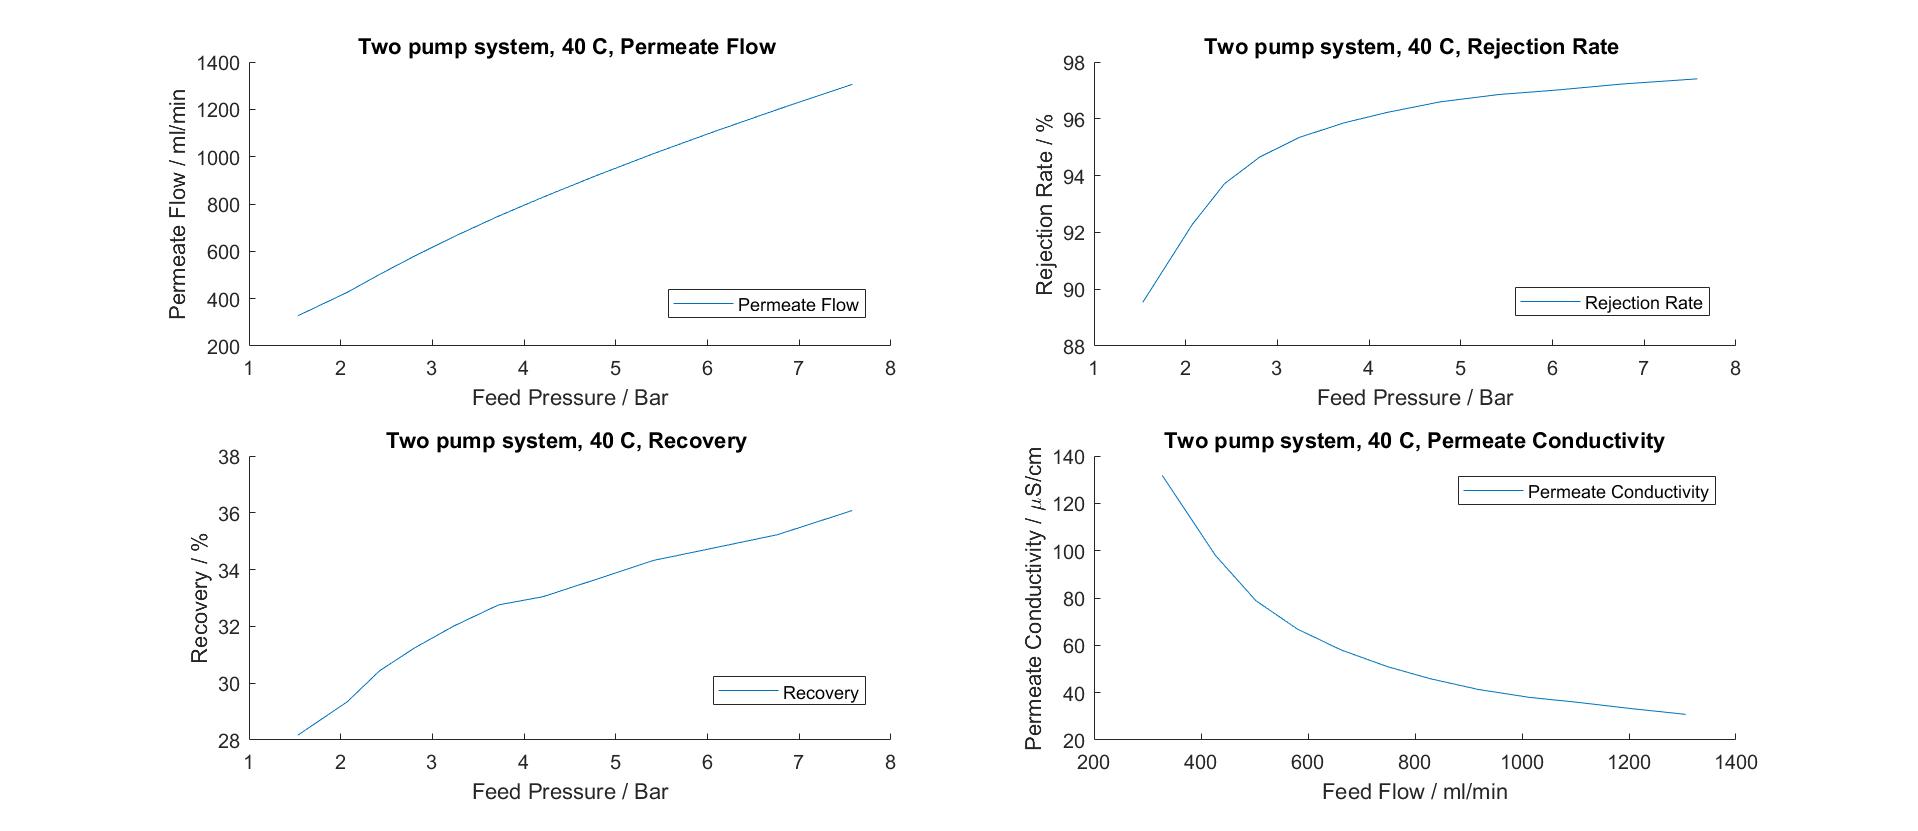 Two pump system, 40 C, Permeate Flow
Permeate Flow / ml/min
1400
1200
1000
800
600
400
200
1 2 3 4 5 6 7 8
Feed Pressure / Bar
Permeate Flow
Two pump system, 40 C, Rejection Rate
Rejection Rate / %
98
96
94
92
90
88
1 2 3 4 5 6 7 8
Feed Pressure / Bar
Rejection Rate
Two pump system, 40 C, Recovery
Recovery / %
38
36
34
32
30
28
1 2 3 4 5 6 7 8
Feed Pressure / Bar
Recovery
Two pump system, 40 C, Permeate Conductivity
Permeate Conductivity / μS/cm
140
120
100
80
60
40
20
200 400 600 800 1000 1200 1400
Feed Flow / ml/min
Permeate Conductivity